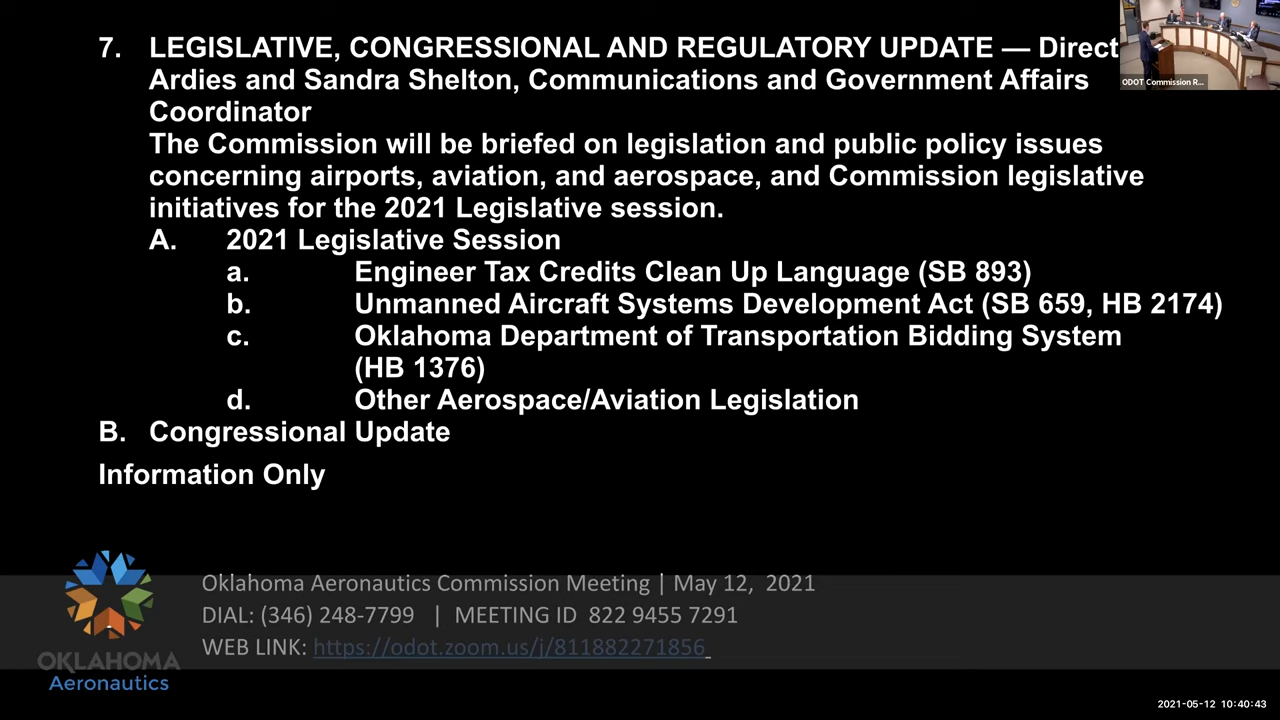 7. LEGISLATIVE, CONGRESSIONAL AND REGULATORY UPDATE — Direct
Ardies and Sandra Shelton, Communications and Government Affairs
Coordinator
The Commission will be briefed on legislation and public policy issues
concerning airports, aviation, and aerospace, and Commission legislative
initiatives for the 2021 Legislative session.
A. 2021 Legislative Session
a. Engineer Tax Credits Clean Up Language (SB 893)
b. Unmanned Aircraft Systems Development Act (SB 659, HB 2174)
c. Oklahoma Department of Transportation Bidding System
(HB 1376)
d. Other Aerospace/Aviation Legislation
B. Congressional Update
Information Only
Oklahoma Aeronautics Commission Meeting | May 12, 2021
DIAL: (346) 248-7799 | MEETING ID 822 9455 7291
WEB LINK: https://odot.zoom.us/j/811882271856
OKLAHOMA
Aeronautics
ODOT Commission R...
2021-05-12 10:40:43